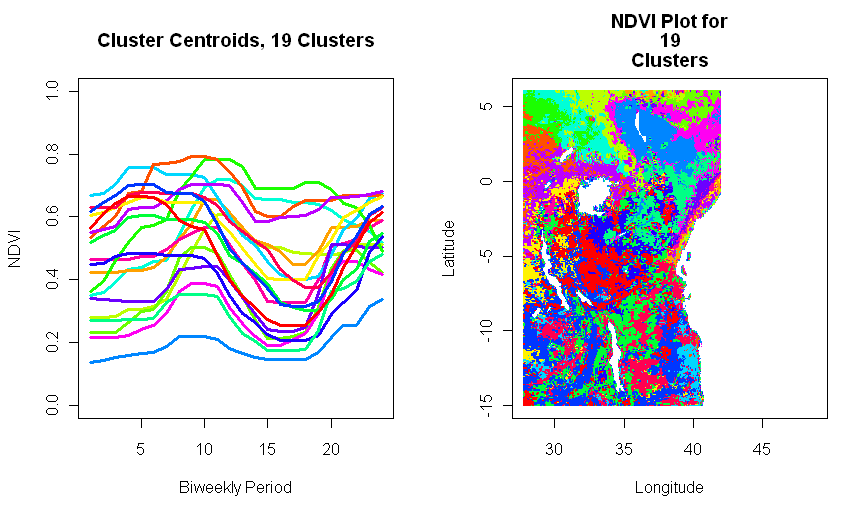 Cluster Centroids, 19 Clusters
NDVI
1.0
0.8
0.6
0.4
0.2
0.0
5
10
15
20
Biweekly Period
NDVI Plot for
19
Clusters
Latitude
5
0
-5
-10
-15
30
35
40
45
Longitude